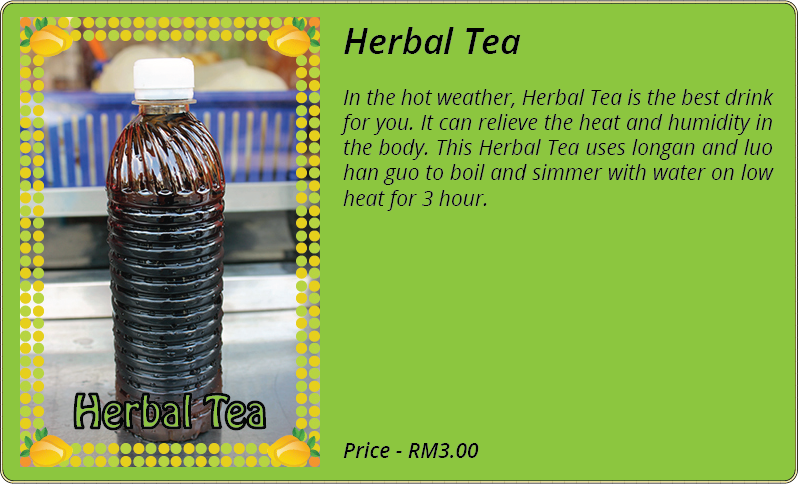 Herbal Tea
In the hot weather, Herbal Tea is the best drink
for you. It can relieve the heat and humidity in
the body. This Herbal Tea uses longan and luo
han guo to boil and simmer with water on low
heat for 3 hour.
Herbal Tea
Price - RM3.00